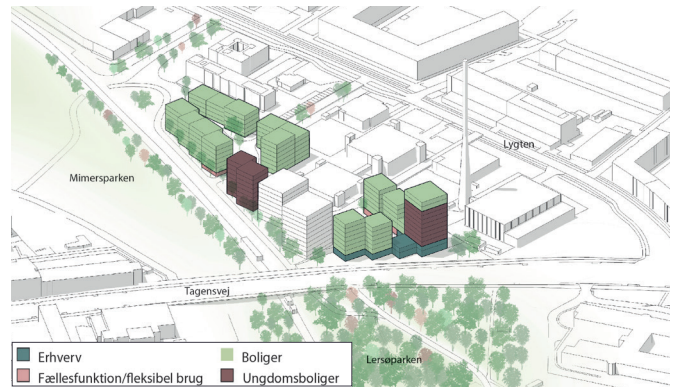 Lygten
Mimersparken
Tagensvej
Lersøparken
Erhverv
Boliger
Fællesfunktion/fleksibel brug
Ungdomsboliger